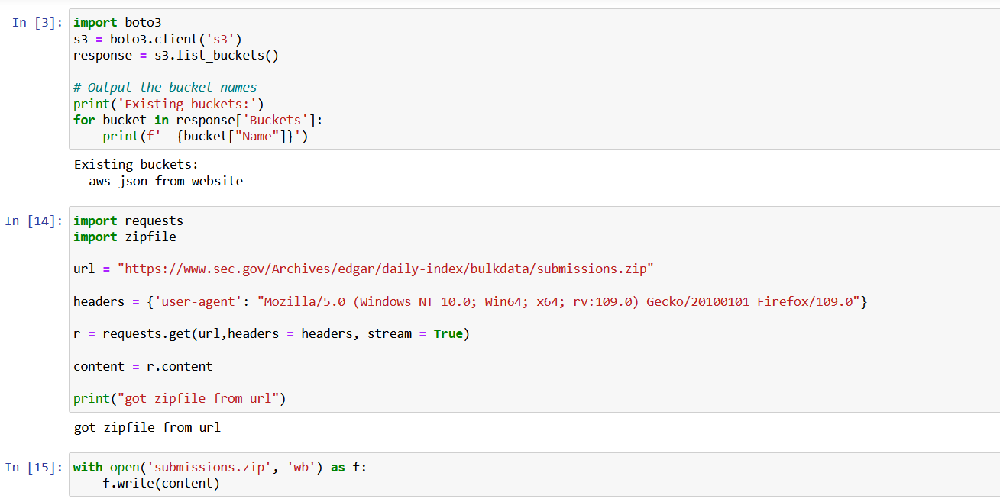 In [3]: import boto3
s3 = boto3.client('s3')
response = s3.list_buckets()
# Output the bucket names
print('Existing buckets:')
for bucket in response['Buckets']:
    print(f'  {bucket["Name"]}')
Existing buckets:
  aws-json-from-website
In [14]: import requests
import zipfile
url = "https://www.sec.gov/Archives/edgar/daily-index/bulkdata/submissions.zip"
headers = {'user-agent': "Mozilla/5.0 (Windows NT 10.0; Win64; x64; rv:109.0) Gecko/20100101 Firefox/109.0"}
r = requests.get(url,headers = headers, stream = True)
content = r.content
print("got zipfile from url")
got zipfile from url
In [15]: with open('submissions.zip', 'wb') as f:
    f.write(content)